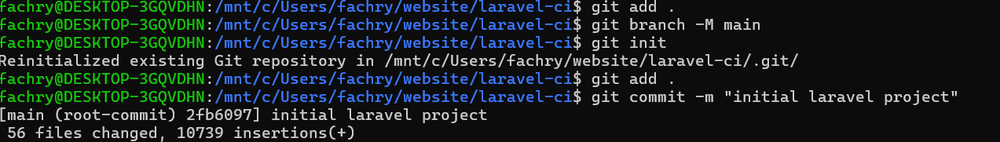 fachry@DESKTOP-3GQVDHN:/mnt/c/Users/fachry/website/laravel-ci$ git add .
fachry@DESKTOP-3GQVDHN:/mnt/c/Users/fachry/website/laravel-ci$ git branch -M main
fachry@DESKTOP-3GQVDHN:/mnt/c/Users/fachry/website/laravel-ci$ git init
Reinitialized existing Git repository in /mnt/c/Users/fachry/website/laravel-ci/.git/
fachry@DESKTOP-3GQVDHN:/mnt/c/Users/fachry/website/laravel-ci$ git add .
fachry@DESKTOP-3GQVDHN:/mnt/c/Users/fachry/website/laravel-ci$ git commit -m "initial laravel project"
[main (root-commit) 2fb6097] initial laravel project
 56 files changed, 10739 insertions(+)